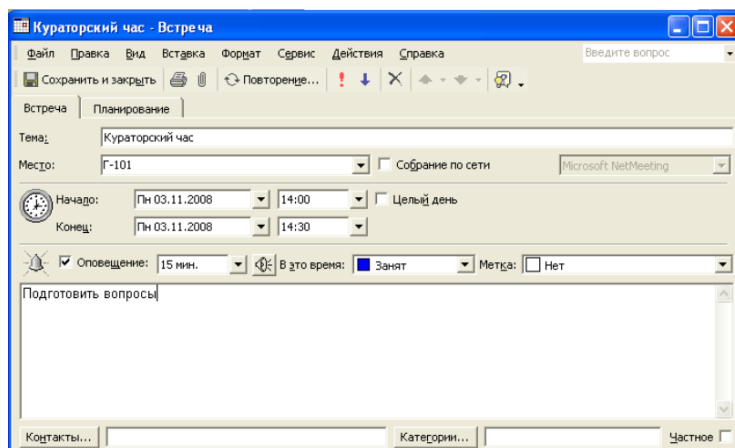 Кураторский час - Встреча
Файл Правка Вид Вставка Формат Сервис Действия Справка Введите вопрос
Сохранить и закрыть Повторение...
Встреча Планирование
Тема: Кураторский час
Место: Г-101 Собрание по сети Microsoft NetMeeting
Начало: Пн 03.11.2008 14:00 Целый день
Конец: Пн 03.11.2008 14:30
Оповещение: 15 мин. В это время: Занят Метка: Нет
Подготовить вопросы
Контакты... Категории... Частное